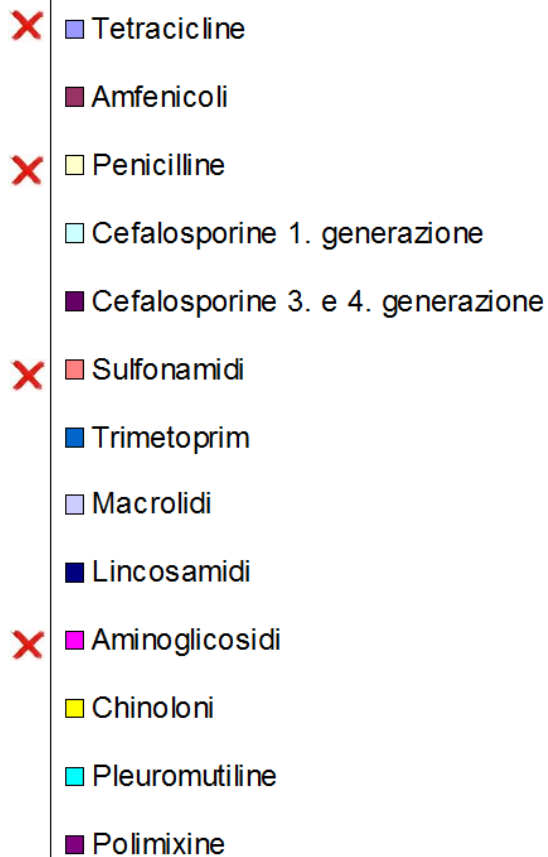 Tetracicline
Amfenicoli
Penicilline
Cefalosporine 1. generazione
Cefalosporine 3. e 4. generazione
Sulfonamidi
Trimetoprim
Macrolidi
Lincosamidi
Aminoglicosidi
Chinoloni
Pleuromutiline
Polimixine